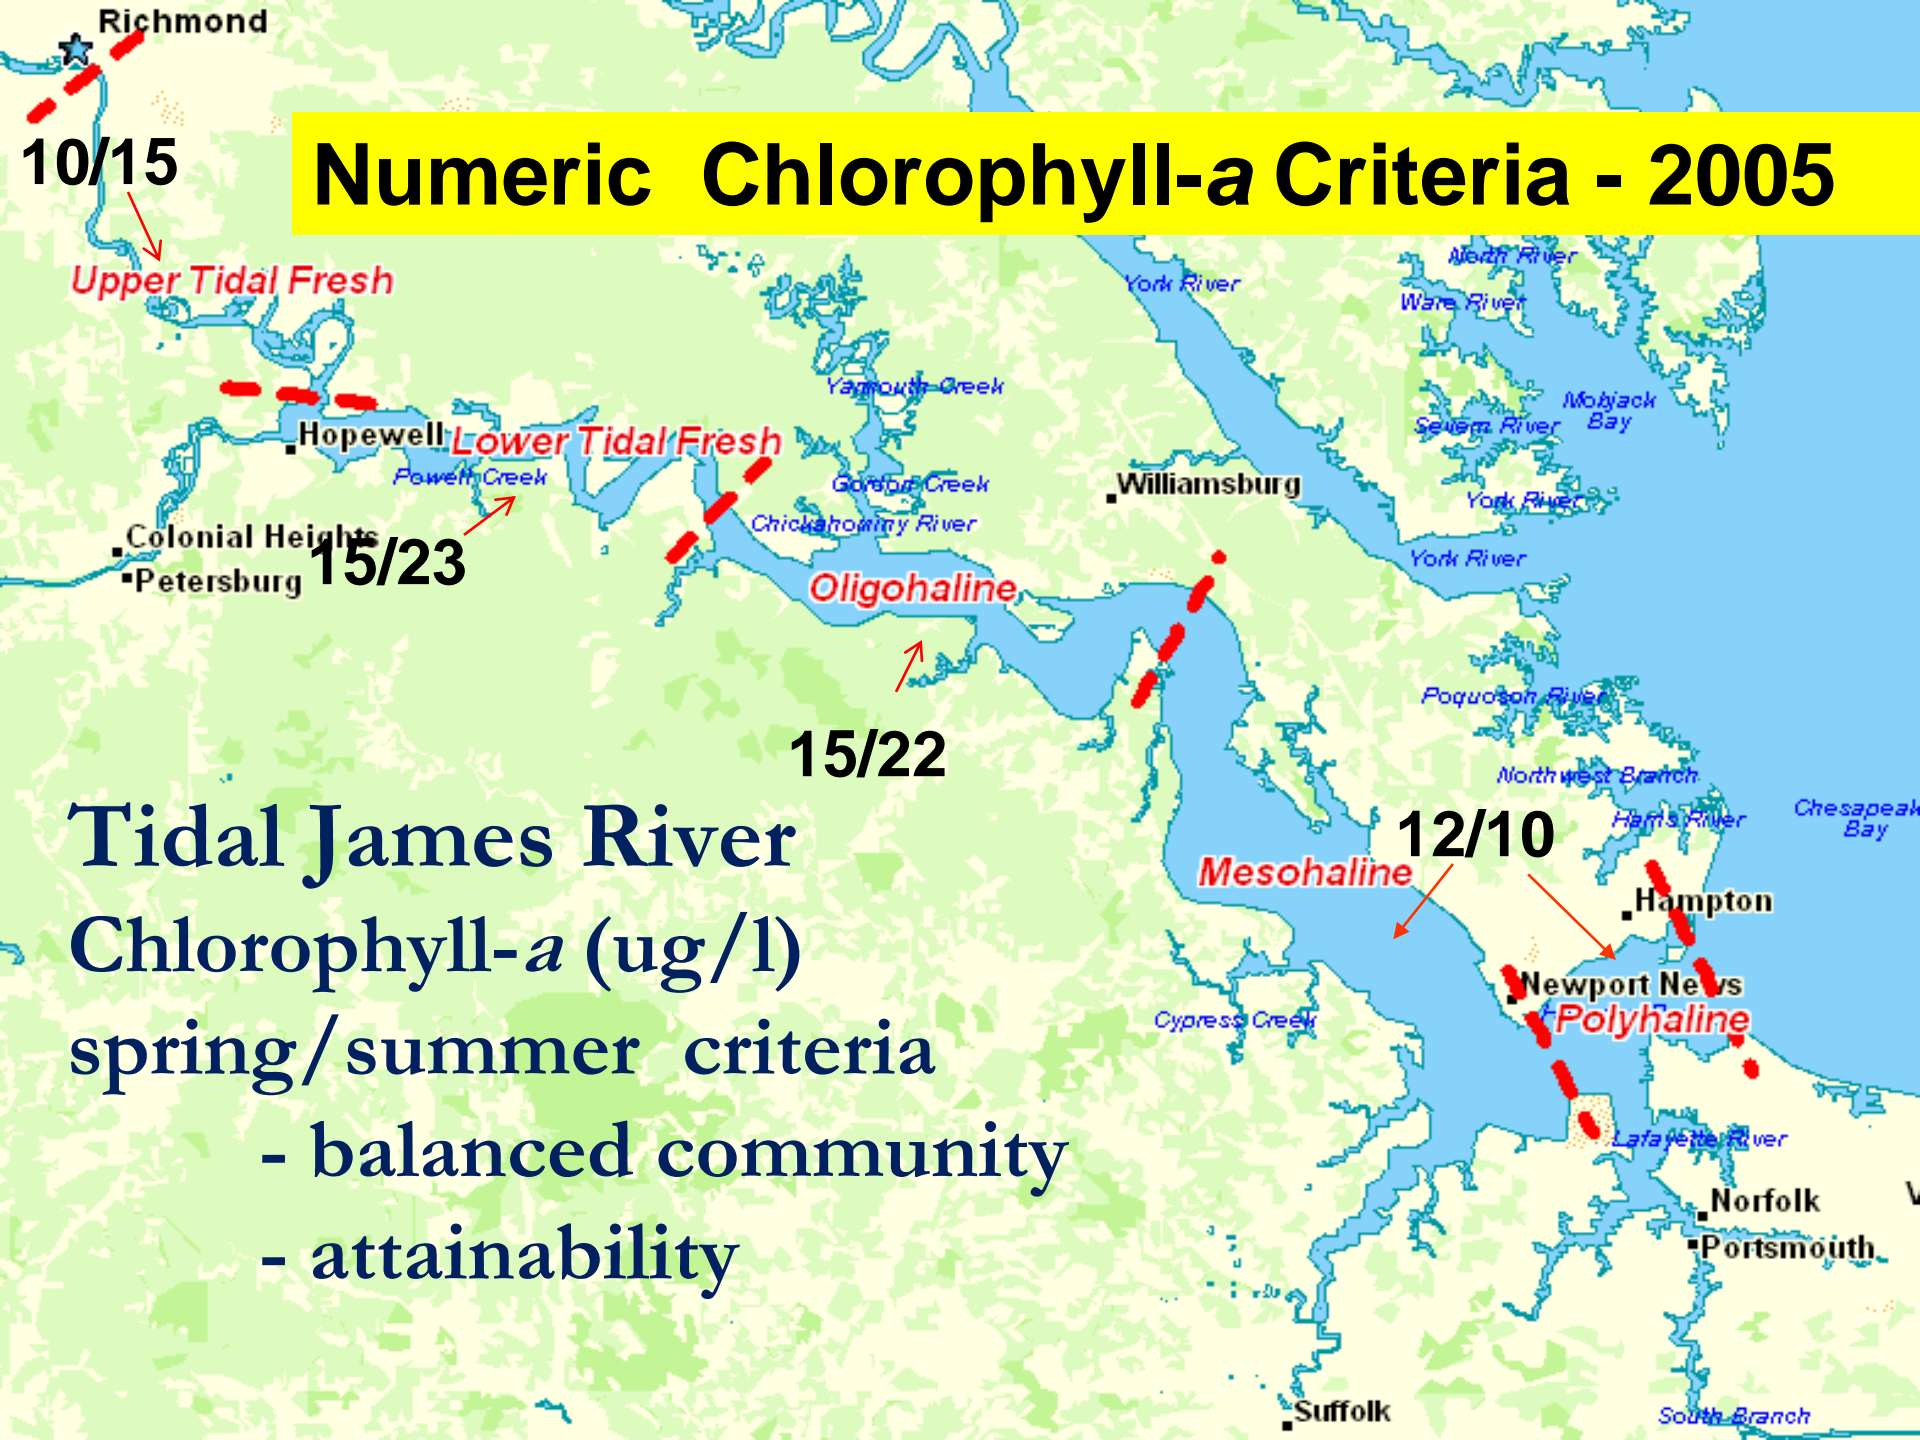 Richmond
10/15
Numeric Chlorophyll-a Criteria - 2005
Upper Tidal Fresh
York River
North River
Ware River
Yarmouth Creek
Mobjack
Bay
Severn River
Hopewell
Lower Tidal Fresh
Powell Creek
Gordon Creek
Williamsburg
York River
Chickahominy River
Colonial Heights
15/23
Petersburg
York River
Oligohaline
Poquoson River
15/22
Northwest Branch
Chesapeak
Bay
Harris River
12/10
Mesohaline
Hampton
Newport News
Polyhaline
Cypress Creek
Tidal James River
Chlorophyll-a (ug/l)
spring/summer criteria
- balanced community
- attainability
Lafayette River
Norfolk
V
Portsmouth
Suffolk
South Branch